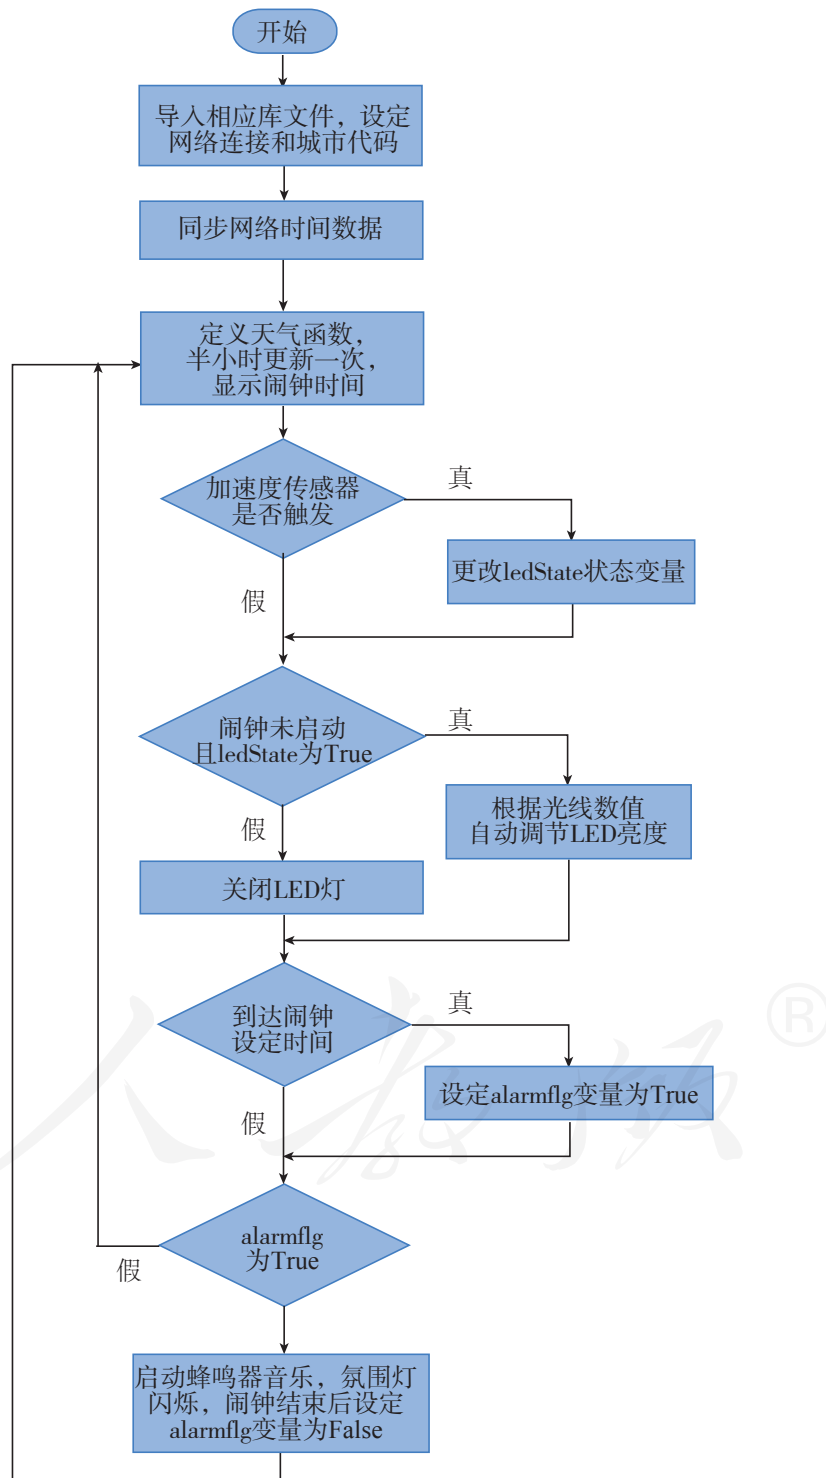 开始
导入相应库文件，设定
网络连接和城市代码
同步网络时间数据
定义天气函数，
半小时更新一次，
显示闹钟时间
加速度传感器
是否触发
真
更改ledState状态变量
假
闹钟未启动
且ledState为True
真
根据光线数值
自动调节LED亮度
假
关闭LED灯
到达闹钟
设定时间
真
设定alarmflg变量为True
假
alarmflg
为True
假
启动蜂鸣器音乐，氛围灯
闪烁，闹钟结束后设定
alarmflg变量为False
人教版®